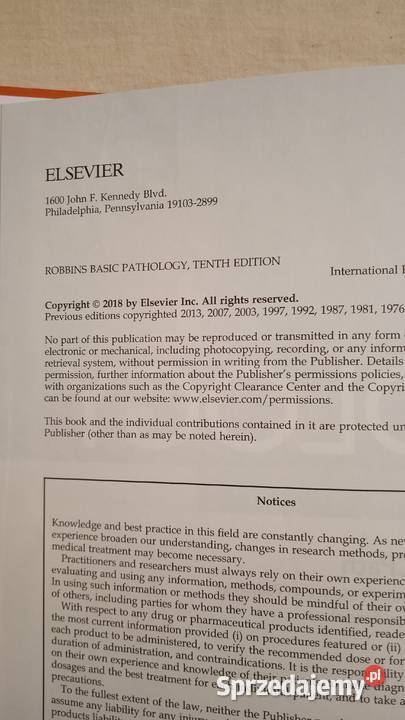 ELSEVIER
1600 John F. Kennedy Blvd.
Philadelphia, Pennsylvania 19103-2899
ROBBINS BASIC PATHOLOGY, TENTH EDITION
International
Copyright © 2018 by Elsevier Inc. All rights reserved.
Previous editions copyrighted 2013, 2007, 2003, 1997, 1992, 1987, 1981, 1976
No part of this publication may be reproduced or transmitted in any form
electronic or mechanical, including photocopying, recording, or any inform
retrieval system, without permission in writing from the Publisher. Details
permission, further information about the Publisher's permissions policies,
with organizations such as the Copyright Clearance Center and the Copyri
can be found at our website: www.elsevier.com/permissions.
This book and the individual contributions contained in it are protected un
Publisher (other than as may be noted herein).
Notices
Knowledge and best practice in this field are constantly changing. As ne
experience broaden our understanding, changes in research methods, pro
medical treatment may become necessary.
Practitioners and researchers must always rely on their own experienc
evaluating and using any information, methods, compounds, or experim
In using such information or methods they should be mindful of their ow
of others, including parties for whom they have a professional responsib
With respect to any drug or pharmaceutical products identified, reade
the most current information provided (i) on procedures featured or (ii)
each product to be administered, to verify the recommended dose or for
duration of administration, and contraindications. It is the responsibility
on their own experience and knowledge of their diagn
dosages and the best treatment for and to take a
precautions.
To the fullest extent of the law, neither the Publisher
assume any liability for any injury
products liabili
Sprzedajemy.pl